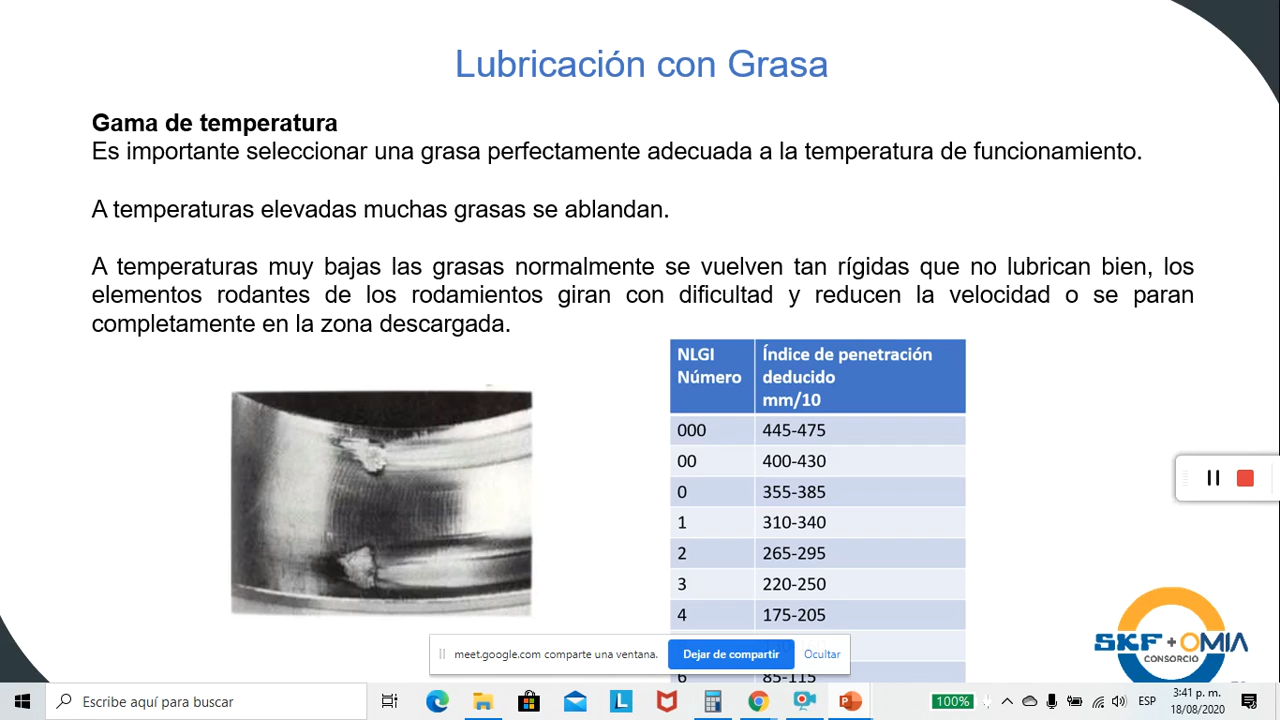 Lubricación con Grasa
Gama de temperatura
Es importante seleccionar una grasa perfectamente adecuada a la temperatura de funcionamiento.
A temperaturas elevadas muchas grasas se ablandan.
A temperaturas muy bajas las grasas normalmente se vuelven tan rígidas que no lubrican bien, los
elementos rodantes de los rodamientos giran con dificultad y reducen la velocidad o se paran
completamente en la zona descargada.
NLGI Número Índice de penetración deducido mm/10
000 445-475
00 400-430
0 355-385
1 310-340
2 265-295
3 220-250
4 175-205
6 85-115
meet.google.com comparte una ventana. Dejar de compartir Ocultar
SKF + OMIA
CONSORCIO
Escribe aquí para buscar
100%
ESP
3:41 p. m.
18/08/2020